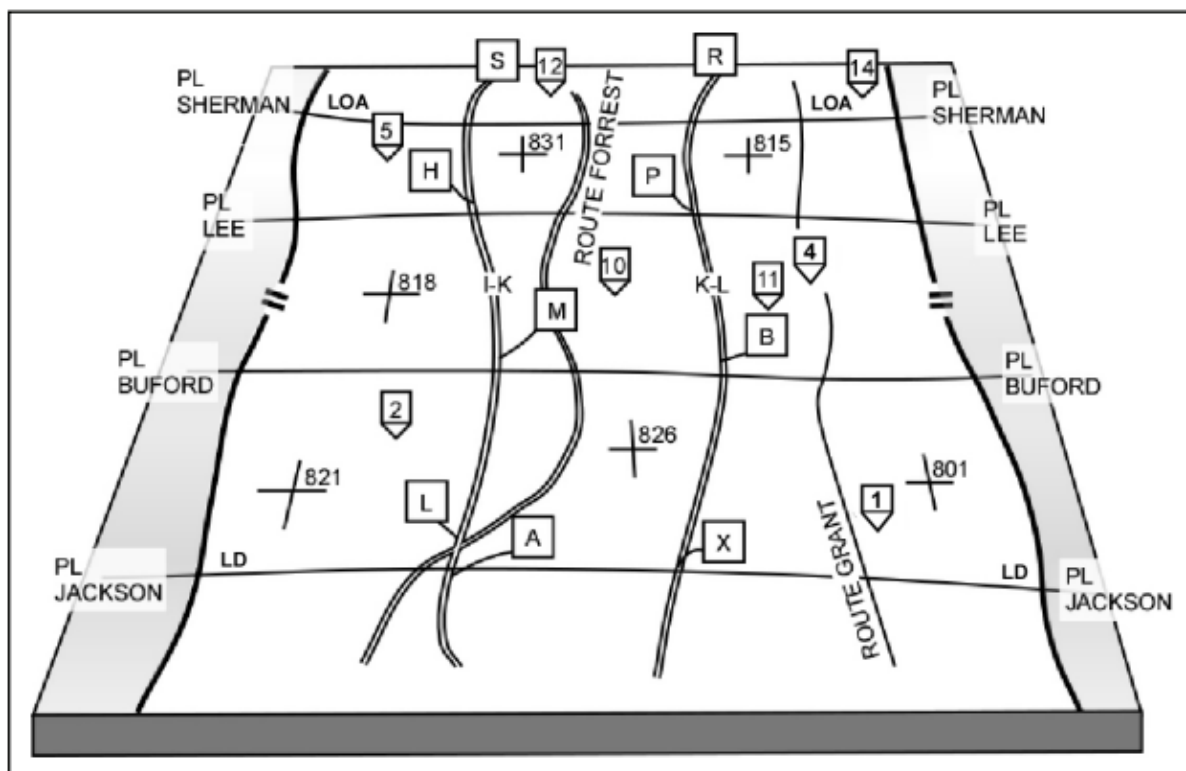 S
12
R
14
PL
SHERMAN
LOA
LOA
PL
SHERMAN
5
831
815
ROUTE FORREST
H
P
PL
LEE
PL
LEE
818
I-K
10
K-L
11
4
M
B
PL
BUFORD
PL
BUFORD
2
826
821
801
L
1
A
X
ROUTE GRANT
PL
JACKSON
LD
LD
PL
JACKSON